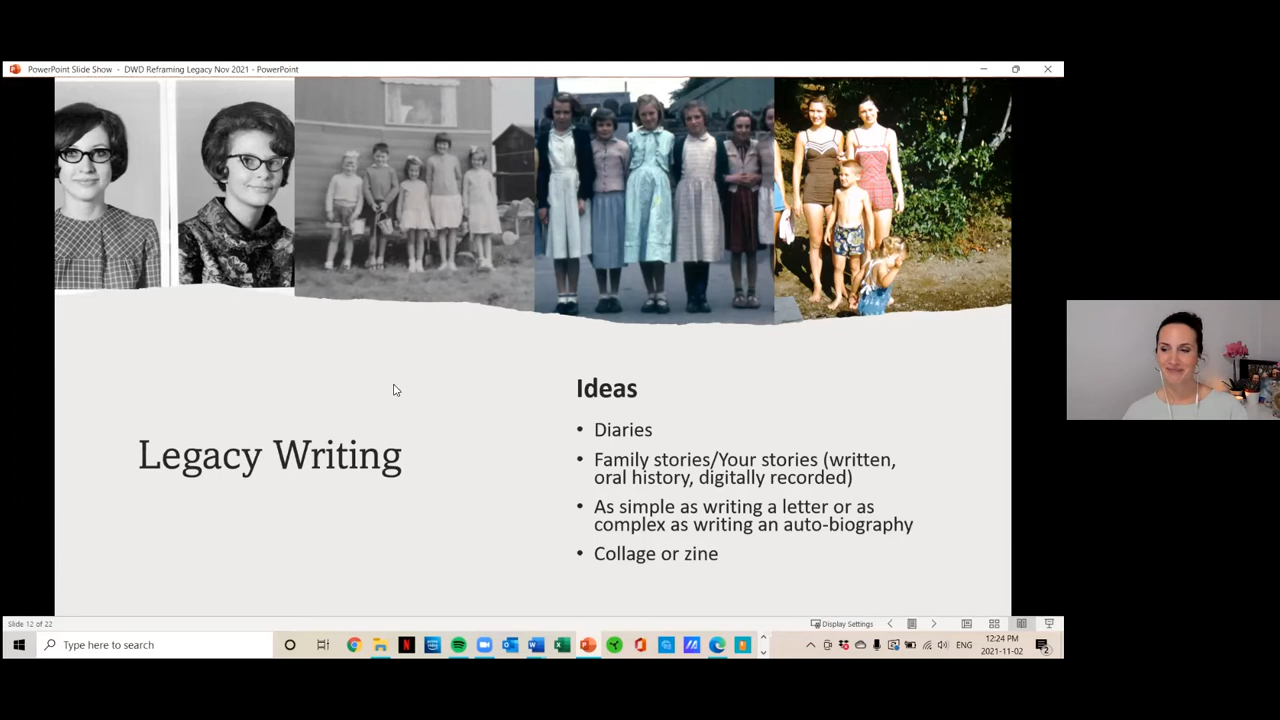 PowerPoint Slide Show - DWD Reframing Legacy Nov 2021 - PowerPoint
Legacy Writing
Ideas
• Diaries
• Family stories/Your stories (written,
oral history, digitally recorded)
• As simple as writing a letter or as
complex as writing an auto-biography
• Collage or zine
Slide 12 of 22
Display Settings
Type here to search
ENG
12:24 PM
2021-11-02
2